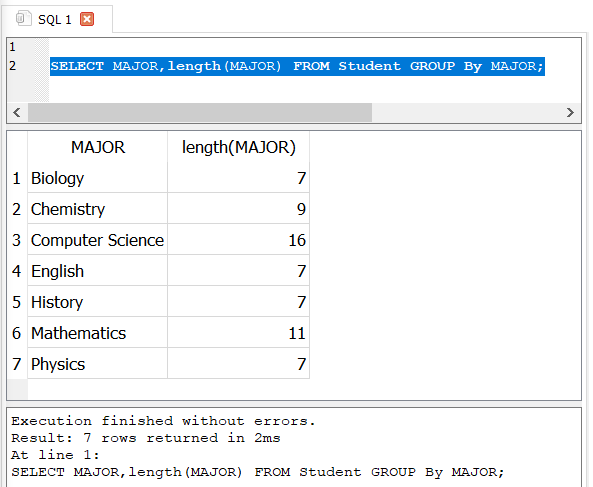 SQL 1
1
2 SELECT MAJOR,length(MAJOR) FROM Student GROUP By MAJOR;
MAJOR length(MAJOR)
1 Biology 7
2 Chemistry 9
3 Computer Science 16
4 English 7
5 History 7
6 Mathematics 11
7 Physics 7
Execution finished without errors.
Result: 7 rows returned in 2ms
At line 1:
SELECT MAJOR,length(MAJOR) FROM Student GROUP By MAJOR;